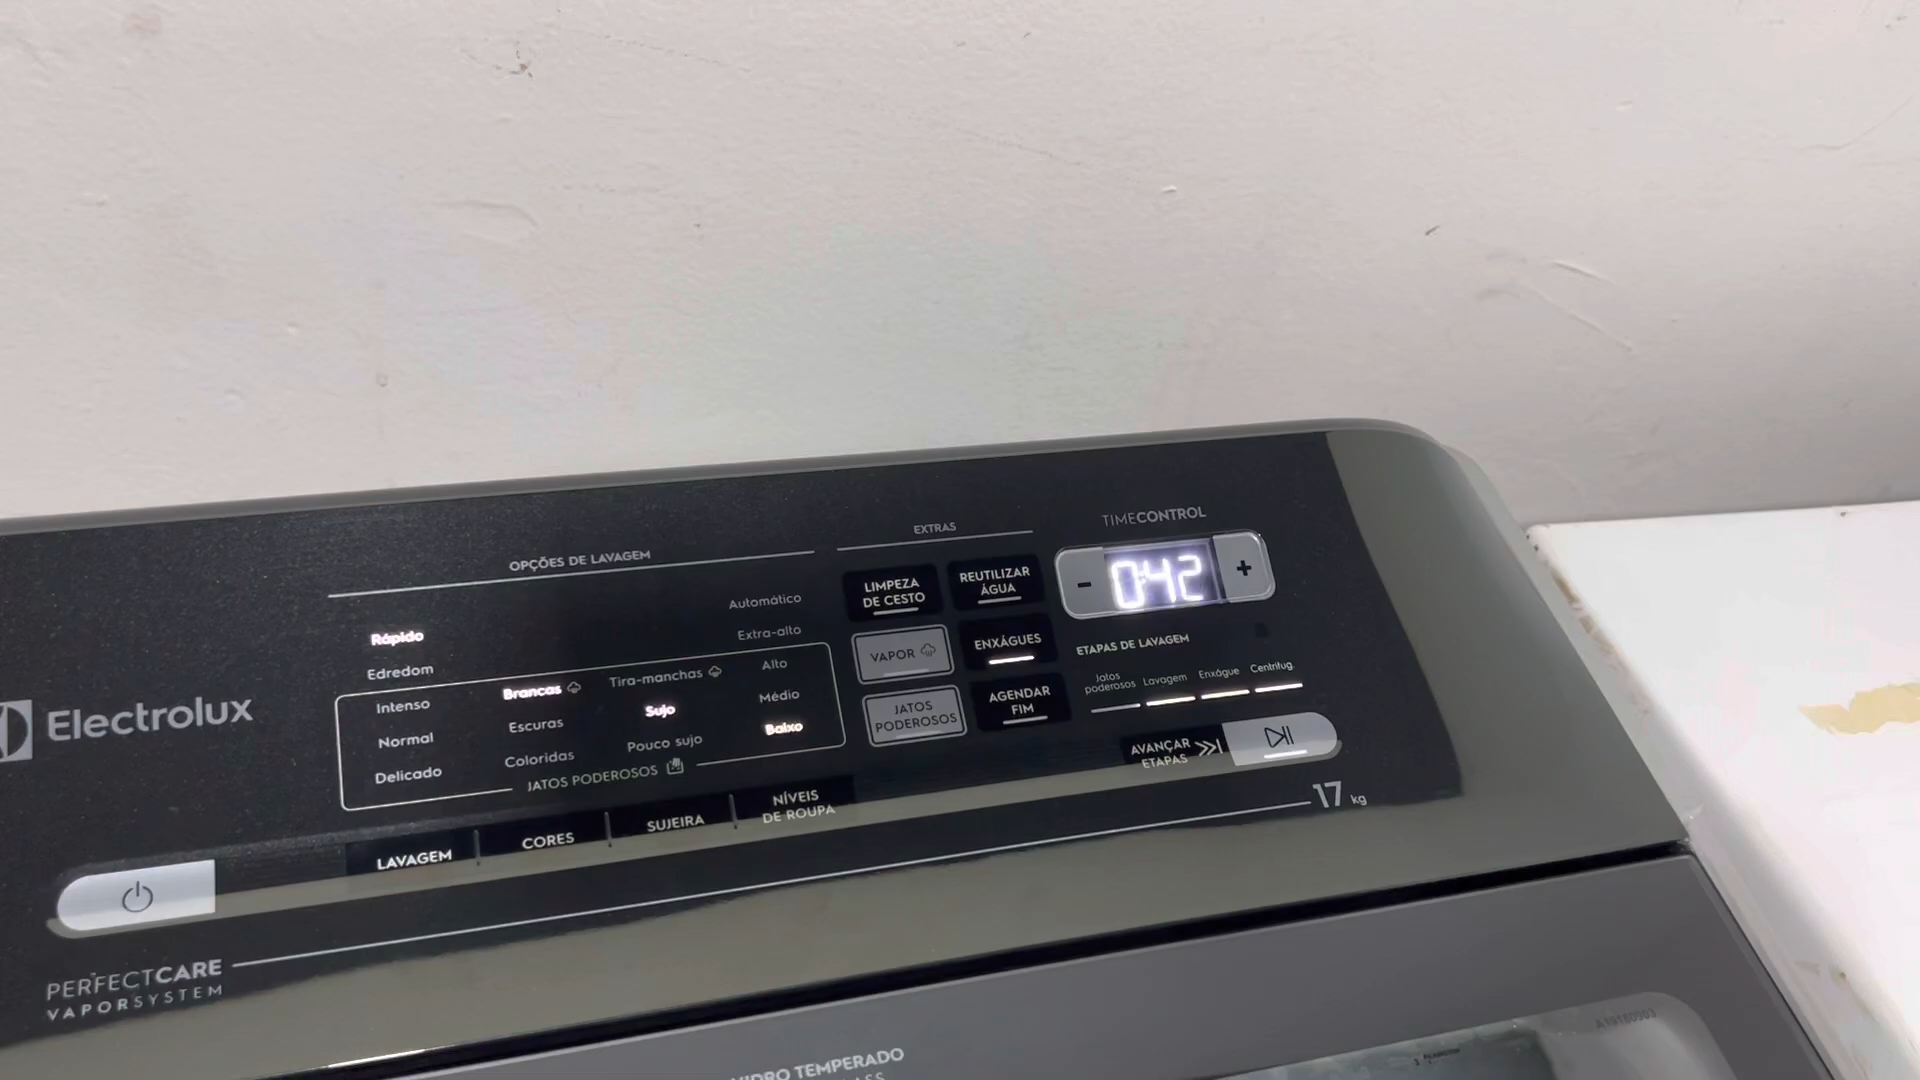 Electrolux
PERFECTCARE
VAPORSYSTEM
OPÇÕES DE LAVAGEM
Rápido
Edredom
Intenso
Normal
Delicado
Brancas
Escuras
Coloridas
Tira-manchas
Sujo
Pouco sujo
Automático
Extra-alto
Alto
Médio
Baixo
JATOS PODEROSOS
LAVAGEM
CORES
SUJEIRA
NÍVEIS
DE ROUPA
EXTRAS
LIMPEZA
DE CESTO
REUTILIZAR
ÁGUA
VAPOR
ENXÁGUES
JATOS
PODEROSOS
AGENDAR
FIM
TIMECONTROL
- 0:42 +
ETAPAS DE LAVAGEM
Jatos
poderosos
Lavagem
Enxágue
Centrifug
AVANÇAR
ETAPAS
17 kg
VIDRO TEMPERADO